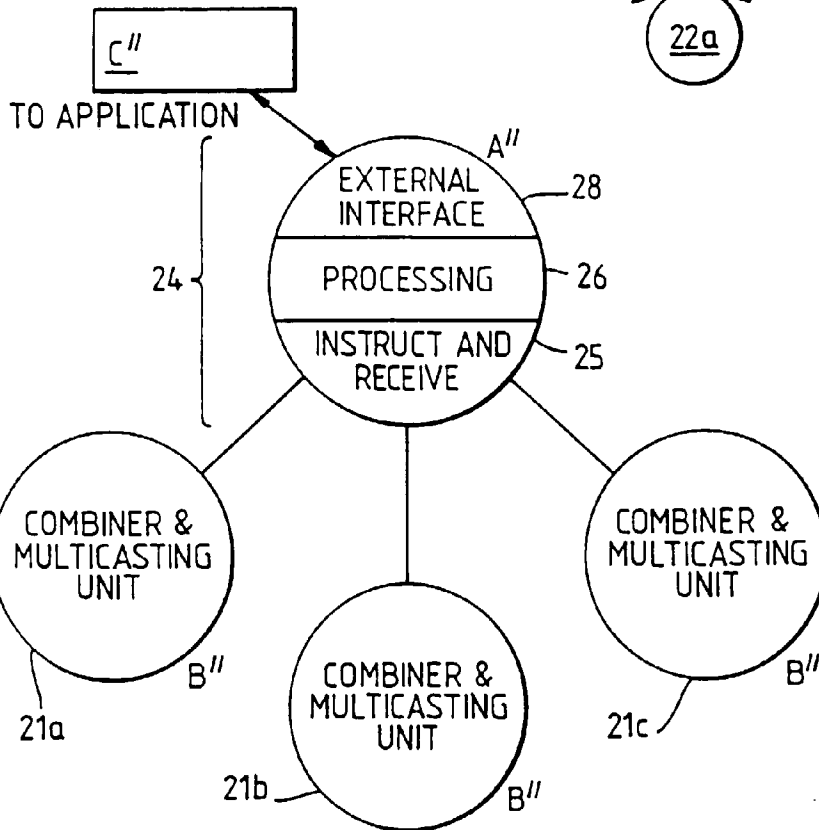 C"
22a
TO APPLICATION
A"
EXTERNAL
INTERFACE
28
24
PROCESSING
26
INSTRUCT AND
RECEIVE
25
COMBINER &
MULTICASTING
UNIT
B"
21a
COMBINER &
MULTICASTING
UNIT
B"
21b
COMBINER &
MULTICASTING
UNIT
B"
21c